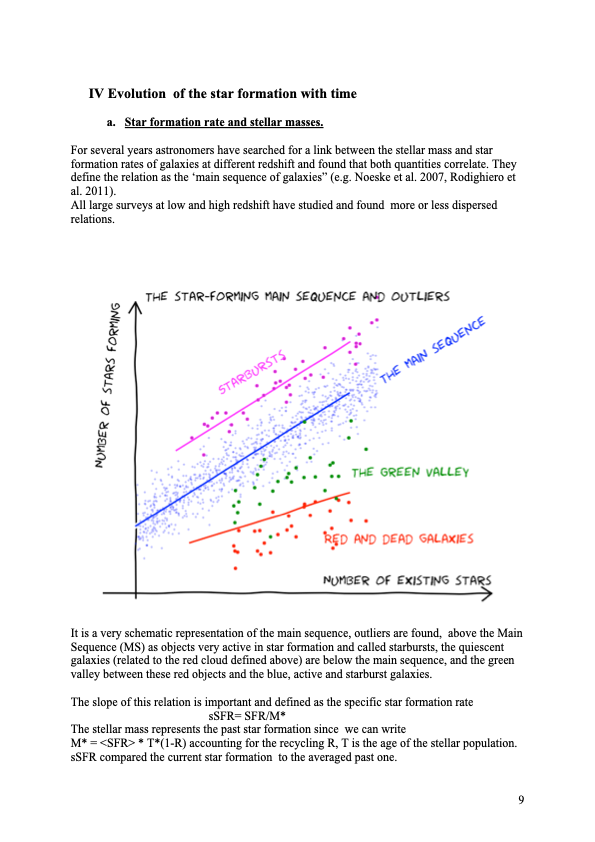 IV Evolution  of the star formation with time
a. Star formation rate and stellar masses.
For several years astronomers have searched for a link between the stellar mass and star
formation rates of galaxies at different redshift and found that both quantities correlate. They
define the relation as the ‘main sequence of galaxies” (e.g. Noeske et al. 2007, Rodighiero et
al. 2011).
All large surveys at low and high redshift have studied and found  more or less dispersed
relations.
THE STAR-FORMING MAIN SEQUENCE AND OUTLIERS
NUMBER OF STARS FORMING
STARBURSTS
THE MAIN SEQUENCE
THE GREEN VALLEY
RED AND DEAD GALAXIES
NUMBER OF EXISTING STARS
It is a very schematic representation of the main sequence, outliers are found,  above the Main
Sequence (MS) as objects very active in star formation and called starbursts, the quiescent
galaxies (related to the red cloud defined above) are below the main sequence, and the green
valley between these red objects and the blue, active and starburst galaxies.
The slope of this relation is important and defined as the specific star formation rate
sSFR= SFR/M*
The stellar mass represents the past star formation since  we can write
M* = <SFR> * T*(1-R) accounting for the recycling R, T is the age of the stellar population.
sSFR compared the current star formation  to the averaged past one.
9